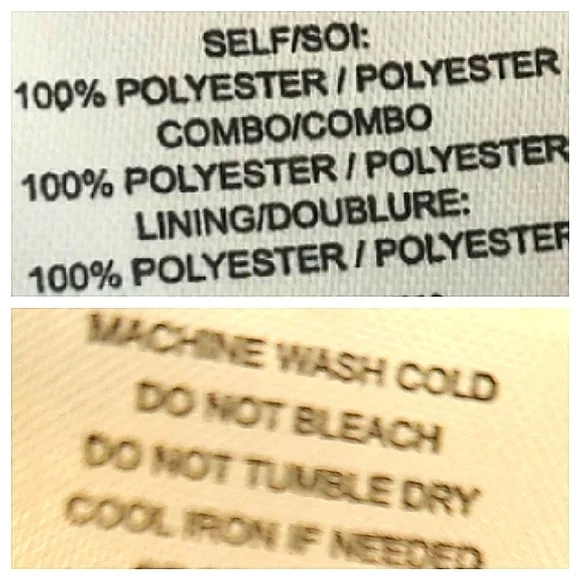 SELF/SOI:
100% POLYESTER / POLYESTER
COMBO/COMBO
100% POLYESTER / POLYESTER
LINING/DOUBLURE:
100% POLYESTER / POLYESTER
MACHINE WASH COLD
DO NOT BLEACH
DO NOT TUMBLE DRY
COOL IRON IF NEEDED